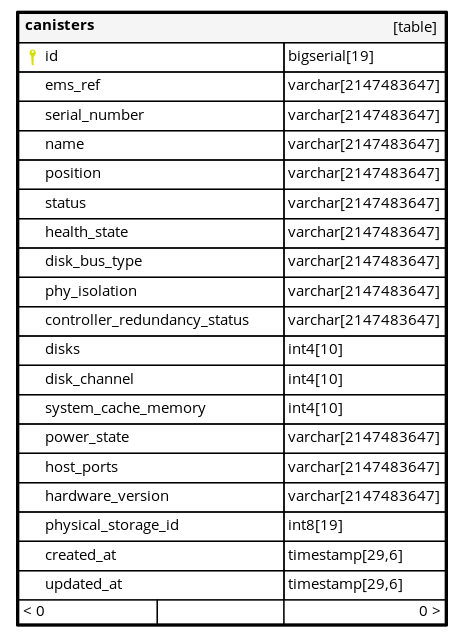 canisters [table]
id bigserial[19]
ems_ref varchar[2147483647]
serial_number varchar[2147483647]
name varchar[2147483647]
position varchar[2147483647]
status varchar[2147483647]
health_state varchar[2147483647]
disk_bus_type varchar[2147483647]
phy_isolation varchar[2147483647]
controller_redundancy_status varchar[2147483647]
disks int4[10]
disk_channel int4[10]
system_cache_memory int4[10]
power_state varchar[2147483647]
host_ports varchar[2147483647]
hardware_version varchar[2147483647]
physical_storage_id int8[19]
created_at timestamp[29,6]
updated_at timestamp[29,6]
< 0 0 >